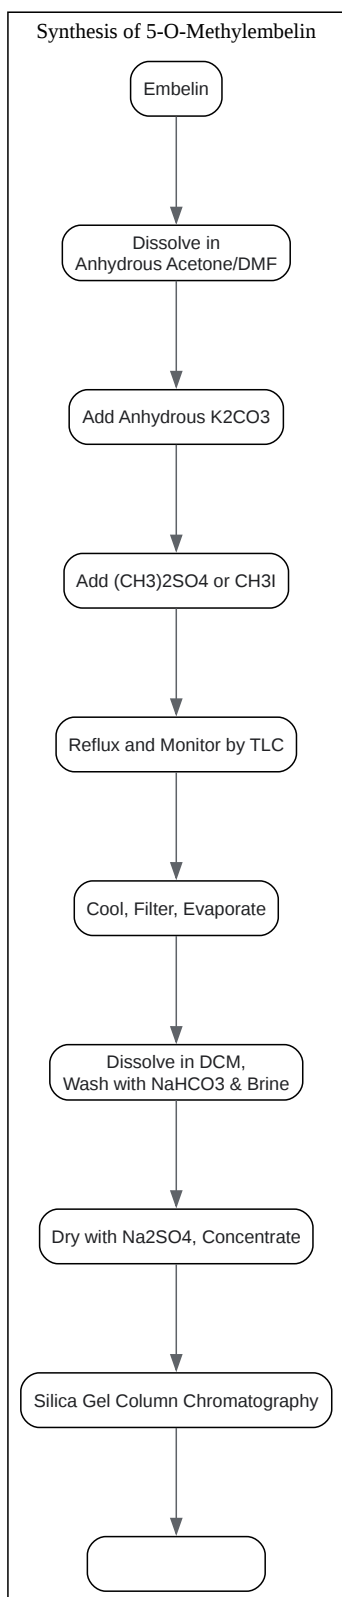 Synthesis of 5-O-Methylembelin
Embelin
Dissolve in
Anhydrous Acetone/DMF
Add Anhydrous K2CO3
Add (CH3)2SO4 or CH3I
Reflux and Monitor by TLC
Cool, Filter, Evaporate
Dissolve in DCM,
Wash with NaHCO3 & Brine
Dry with Na2SO4, Concentrate
Silica Gel Column Chromatography